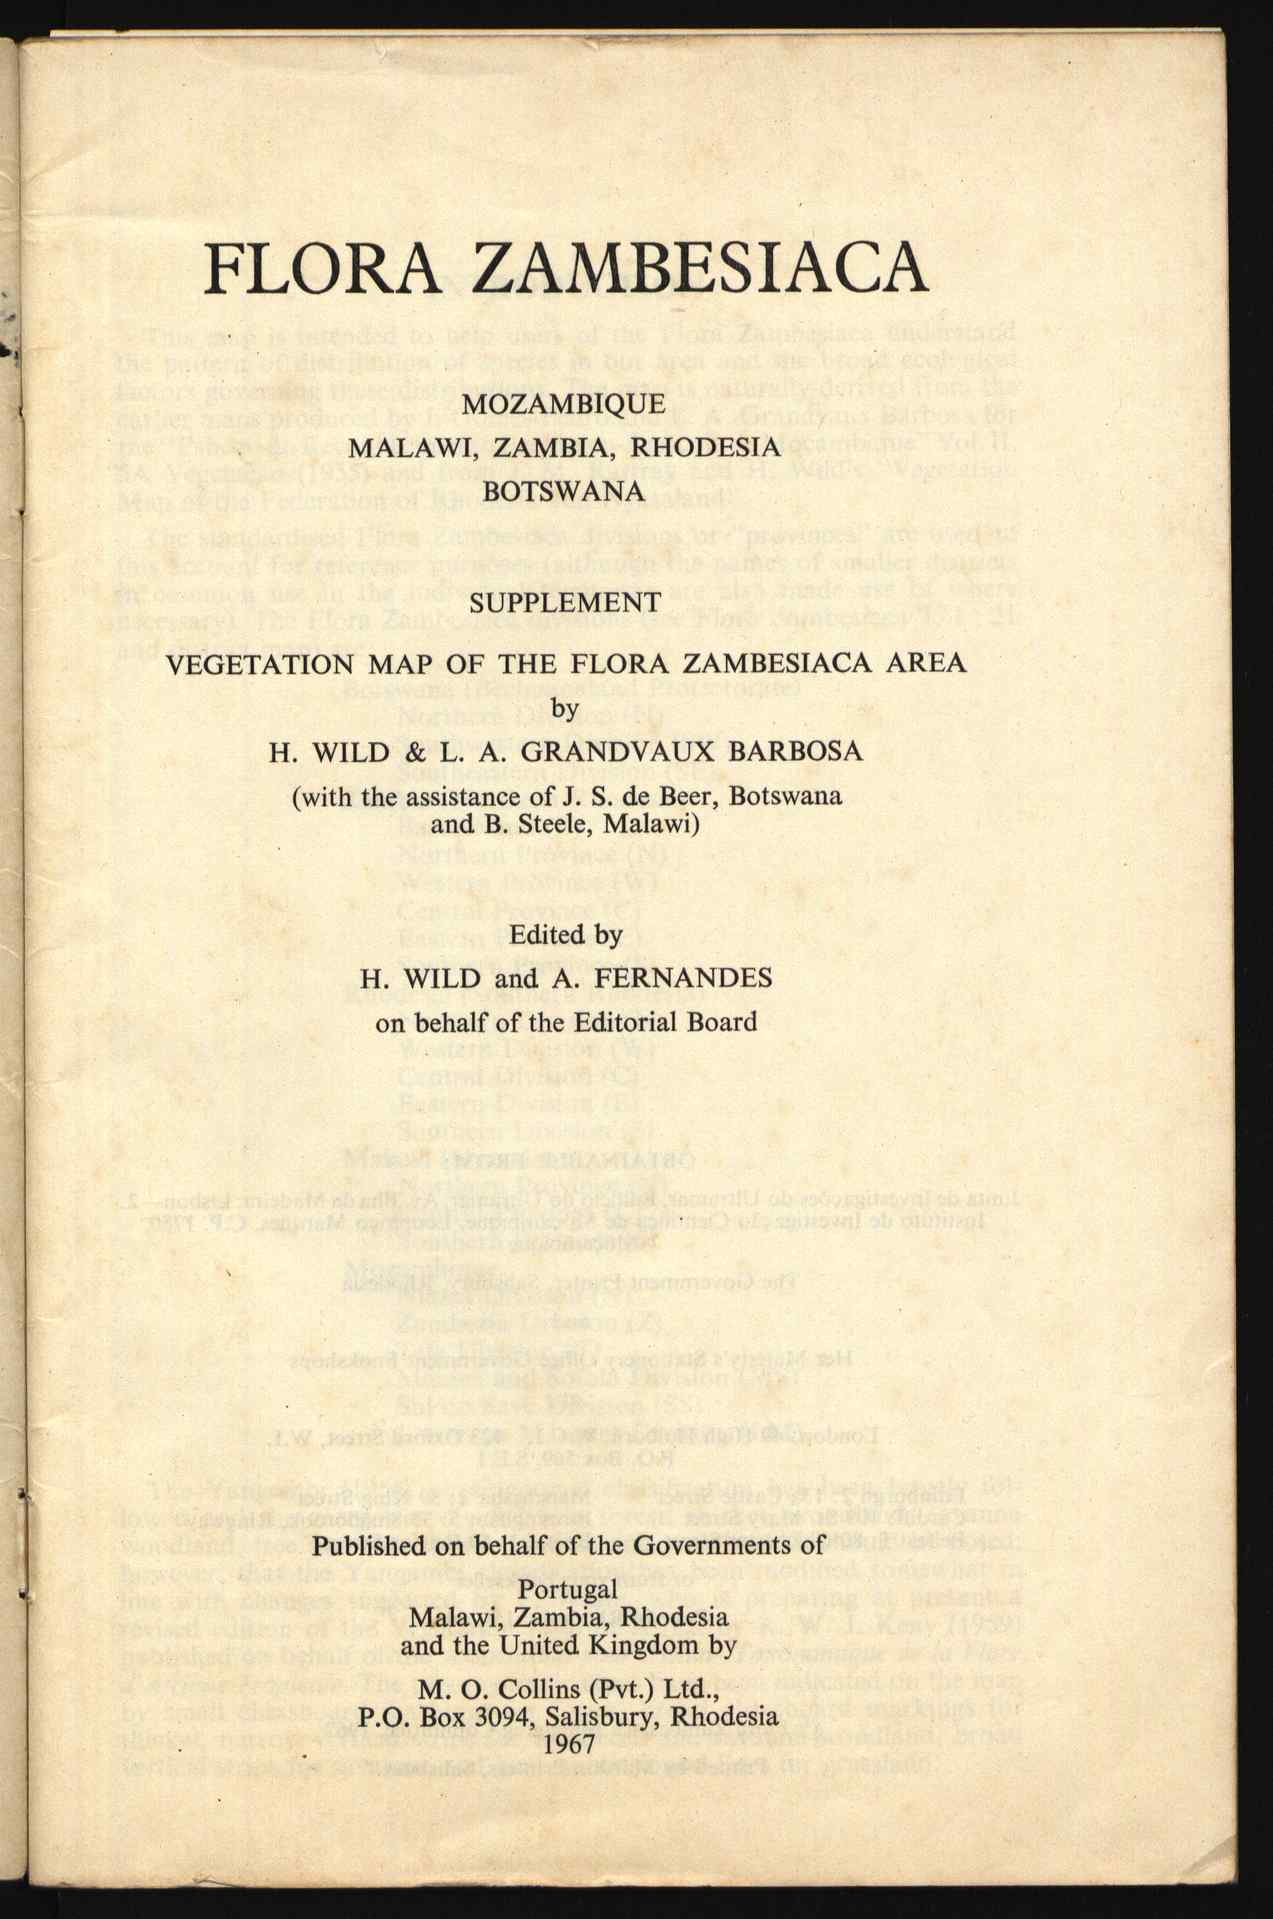 FLORA ZAMBESIACA
MOZAMBIQUE
MALAWI, ZAMBIA, RHODESIA
BOTSWANA
SUPPLEMENT
VEGETATION MAP OF THE FLORA ZAMBESIACA AREA
by
H. WILD & L. A. GRANDVAUX BARBOSA
(with the assistance of J. S. de Beer, Botswana
and B. Steele, Malawi)
Edited by
H. WILD and A. FERNANDES
on behalf of the Editorial Board
Published on behalf of the Governments of
Portugal
Malawi, Zambia, Rhodesia
and the United Kingdom by
M. O. Collins (Pvt.) Ltd.,
P.O. Box 3094, Salisbury, Rhodesia
1967